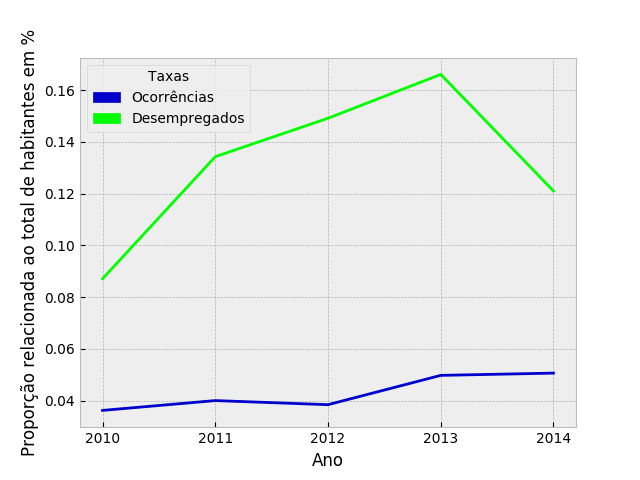 Proporção relacionada ao total de habitantes em %
Taxas
Ocorrências
Desempregados
0.16
0.14
0.12
0.10
0.08
0.06
0.04
2010 2011 2012 2013 2014
Ano